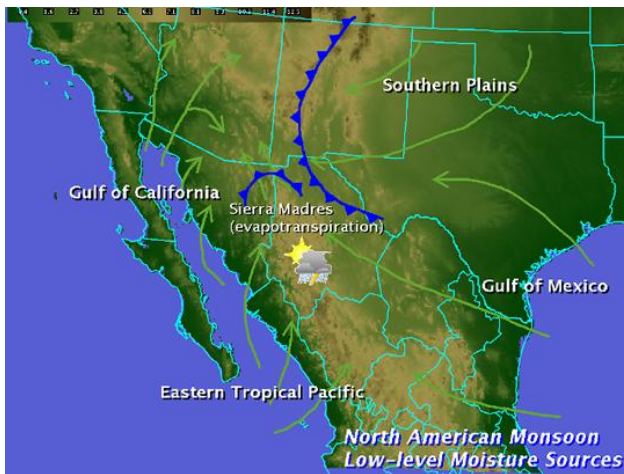 Southern Plains
Gulf of California
Sierra Madres
(evapotranspiration)
Gulf of Mexico
Eastern Tropical Pacific
North American Monsoon
Low-level Moisture Sources